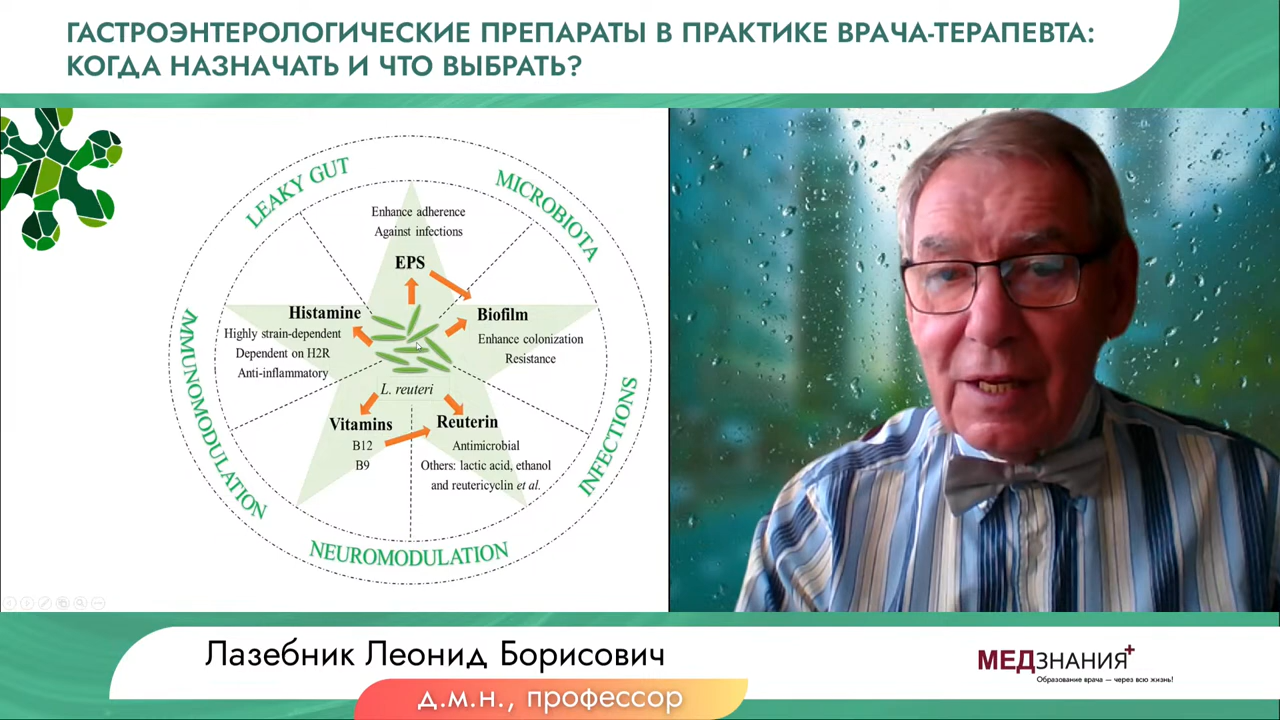 ГАСТРОЭНТЕРОЛОГИЧЕСКИЕ ПРЕПАРАТЫ В ПРАКТИКЕ ВРАЧА-ТЕРАПЕВТА:
КОГДА НАЗНАЧАТЬ И ЧТО ВЫБРАТЬ?
LEAKY GUT
MICROBIOTA
Enhance adherence
Against infections
EPS
Histamine
Highly strain-dependent
Dependent on H2R
Anti-inflammatory
Biofilm
Enhance colonization
Resistance
L. reuteri
Vitamins
B12
B9
Reuterin
Antimicrobial
Others: lactic acid, ethanol
and reutericyclin et al.
IMMUNOMODULATION
INFECTIONS
NEUROMODULATION
Лазебник Леонид Борисович
д.м.н., профессор
МЕДЗНАНИЯ+
Образование врача — через всю жизнь!